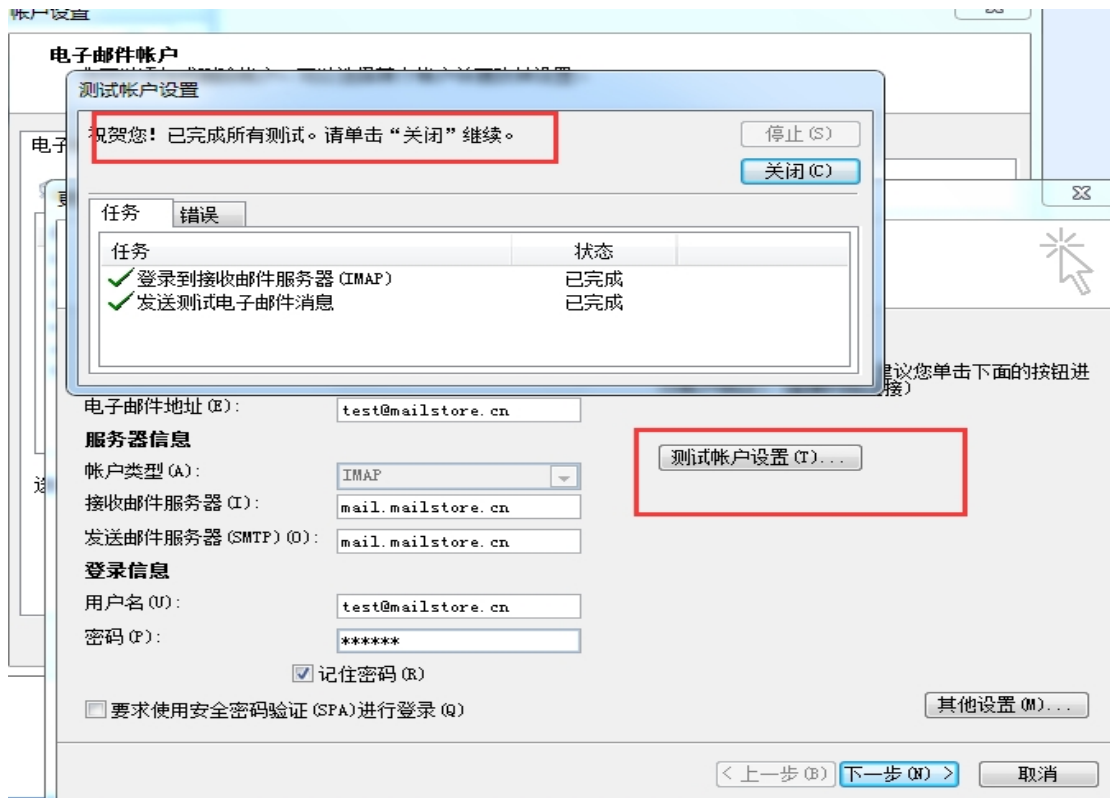 帐户设置
电子邮件帐户
测试帐户设置
祝贺您！已完成所有测试。请单击“关闭”继续。
停止(S)
关闭(C)
电子
任务
错误
任务 状态
登录到接收邮件服务器(IMAP) 已完成
发送测试电子邮件消息 已完成
建议您单击下面的按钮进
接)
电子邮件地址(E): test@mailstore.cn
服务器信息
测试帐户设置(T)...
帐户类型(A): IMAP
接收邮件服务器(I): mail.mailstore.cn
发送邮件服务器(SMTP)(O): mail.mailstore.cn
登录信息
用户名(U): test@mailstore.cn
密码(P): ******
记住密码(R)
要求使用安全密码验证(SPA)进行登录(Q)
其他设置(M)...
< 上一步(B)
下一步(N) >
取消